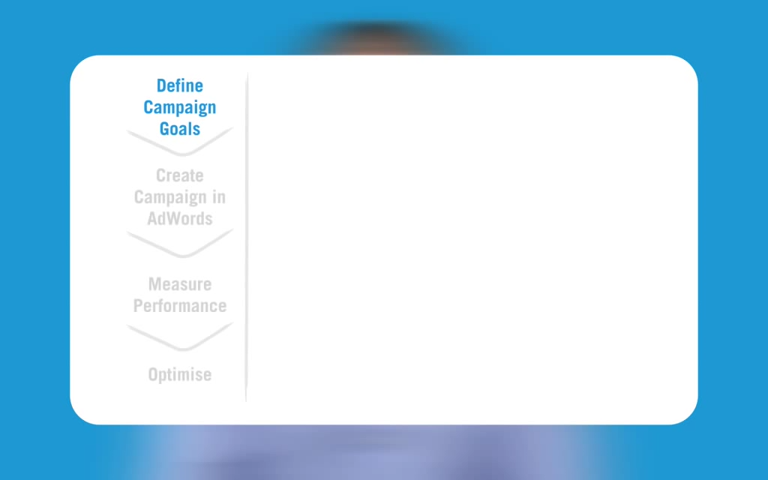 Define
Campaign
Goals
Create
Campaign in
AdWords
Measure
Performance
Optimise